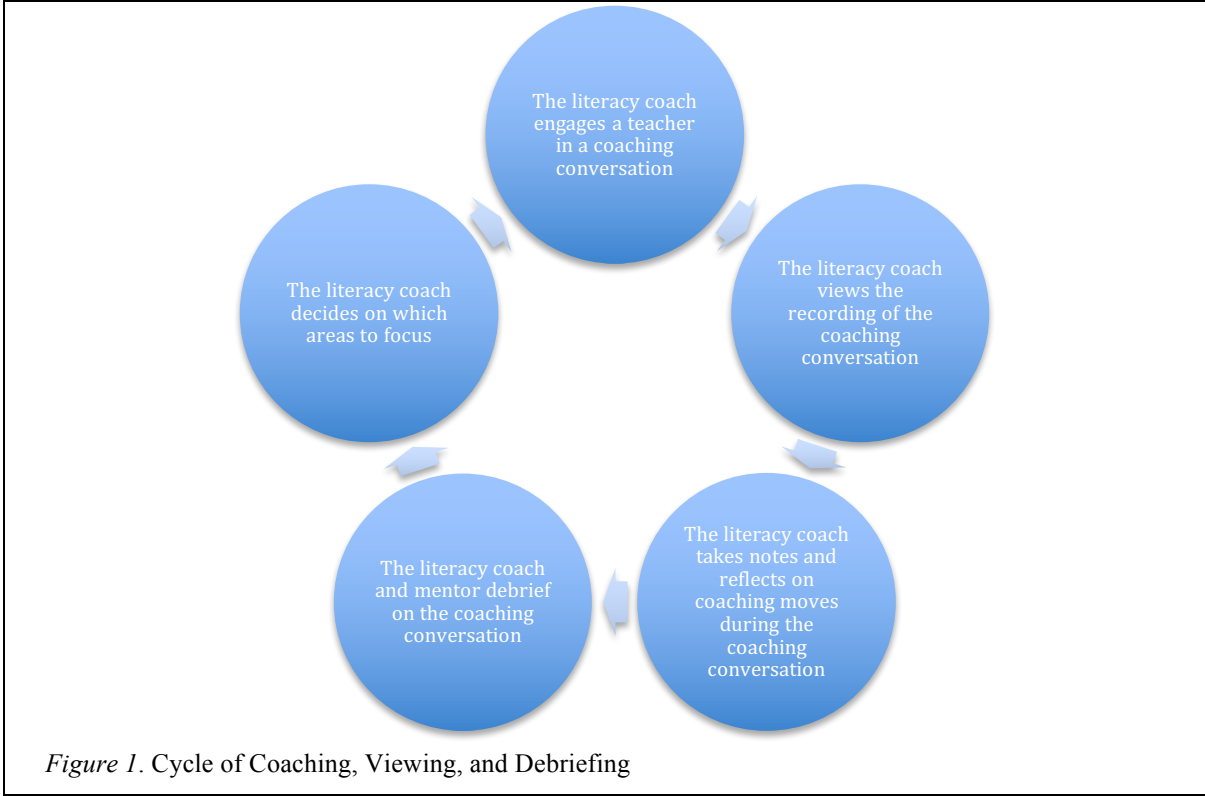 The literacy coach
engages a teacher
in a coaching
conversation
The literacy coach
views the
recording of the
coaching
conversation
The literacy coach
takes notes and
reflects on
coaching moves
during the
coaching
conversation
The literacy coach
and mentor debrief
on the coaching
conversation
The literacy coach
decides on which
areas to focus
Figure 1. Cycle of Coaching, Viewing, and Debriefing